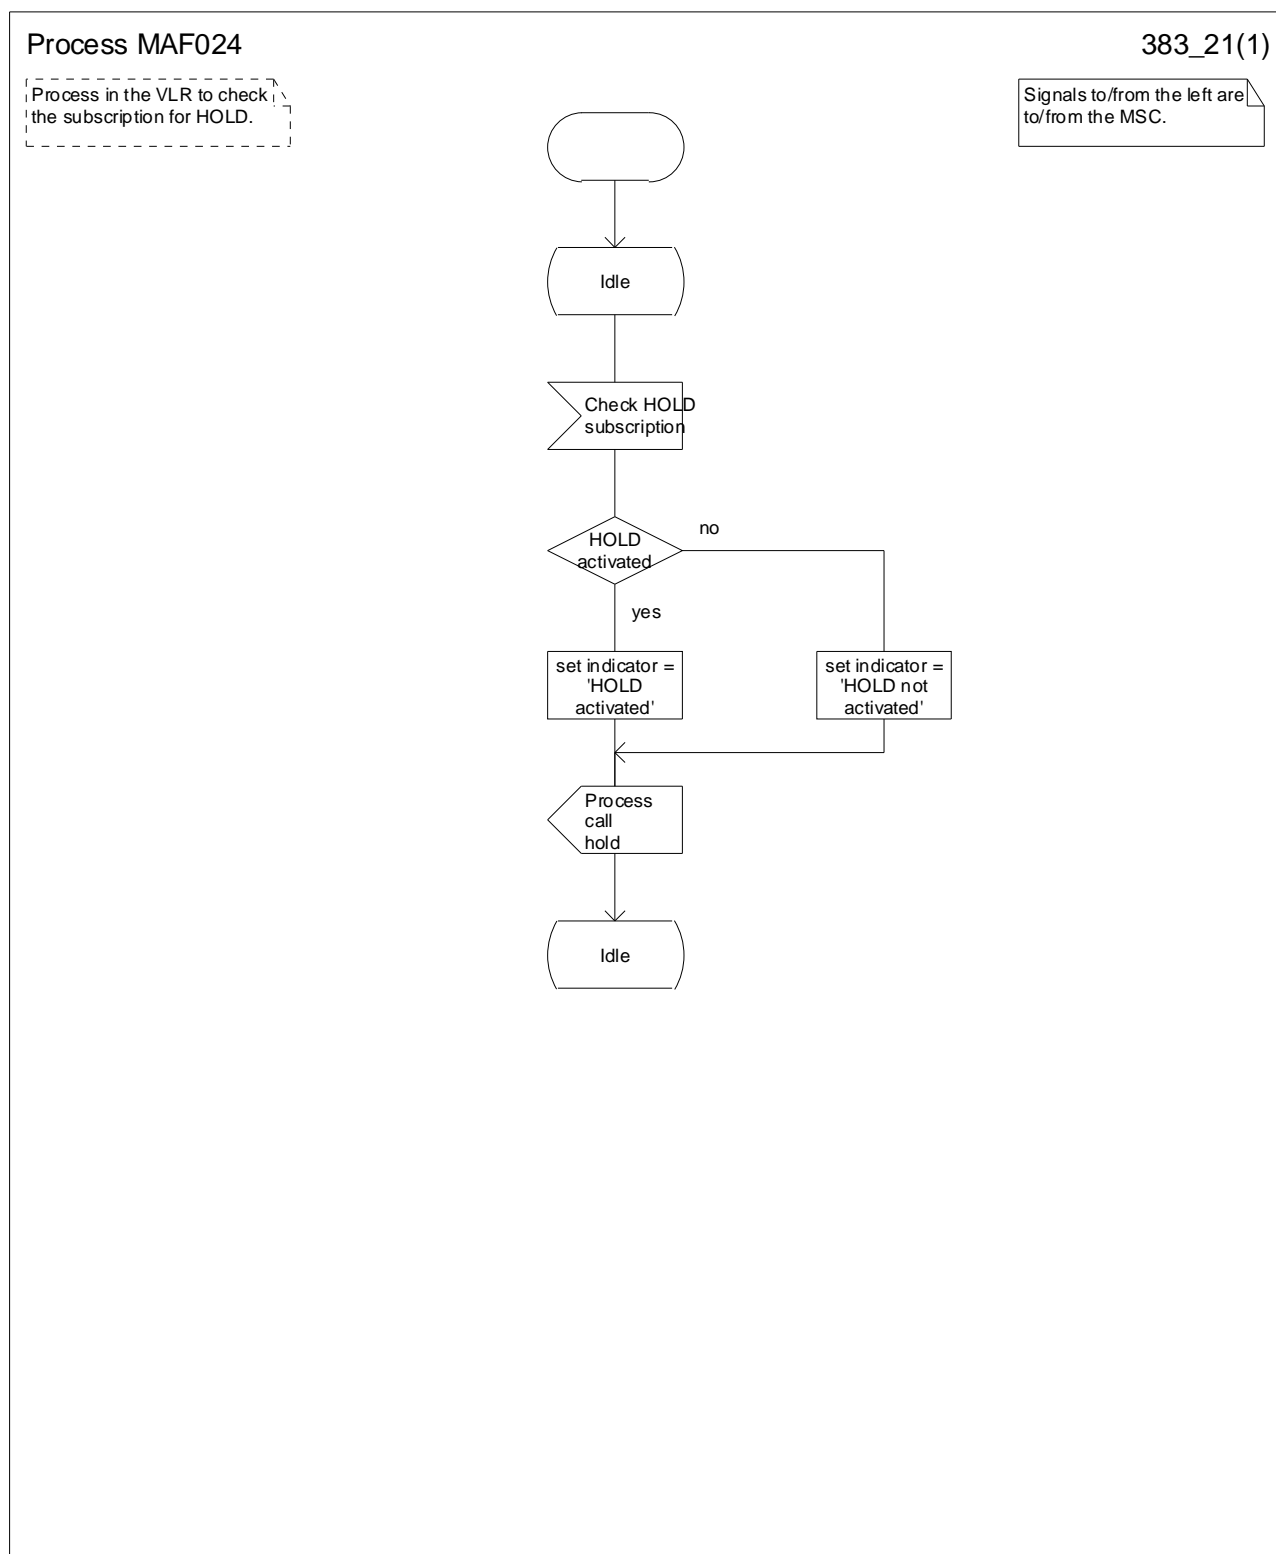 Process MAF024
383_21(1)
Process in the VLR to check
the subscription for HOLD.
Signals to/from the left are
to/from the MSC.
Idle
Check HOLD
subscription
HOLD
activated
no
yes
set indicator =
'HOLD
activated'
set indicator =
'HOLD not
activated'
Process
call
hold
Idle